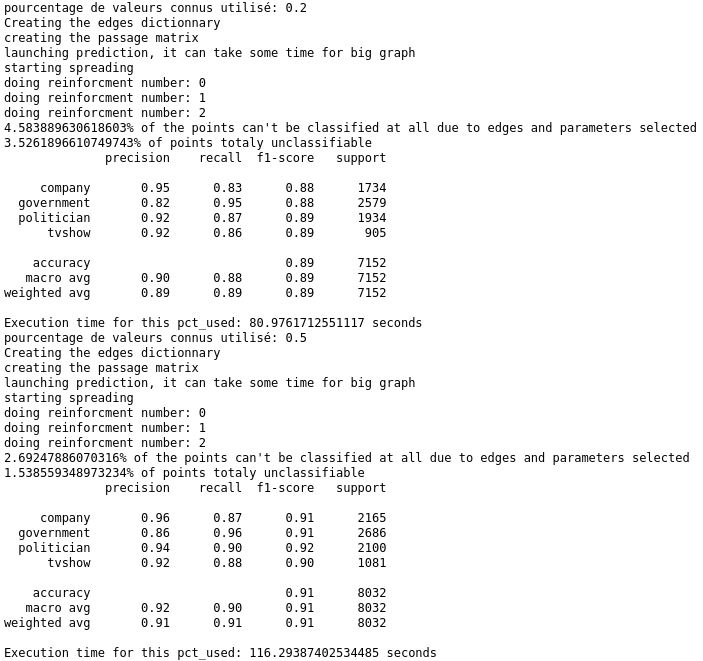 pourcentage de valeurs connus utilisé: 0.2
Creating the edges dictionnary
creating the passage matrix
launching prediction, it can take some time for big graph
starting spreading
doing reinforcment number: 0
doing reinforcment number: 1
doing reinforcment number: 2
4.583889630618603% of the points can't be classified at all due to edges and parameters selected
3.5261896610749743% of points totaly unclassifiable
              precision    recall  f1-score   support

     company       0.95      0.83      0.88      1734
  government       0.82      0.95      0.88      2579
  politician       0.92      0.87      0.89      1934
      tvshow       0.92      0.86      0.89       905

    accuracy                           0.89      7152
   macro avg       0.90      0.88      0.89      7152
weighted avg       0.89      0.89      0.89      7152

Execution time for this pct_used: 80.9761712551117 seconds
pourcentage de valeurs connus utilisé: 0.5
Creating the edges dictionnary
creating the passage matrix
launching prediction, it can take some time for big graph
starting spreading
doing reinforcment number: 0
doing reinforcment number: 1
doing reinforcment number: 2
2.69247886070316% of the points can't be classified at all due to edges and parameters selected
1.538559348973234% of points totaly unclassifiable
              precision    recall  f1-score   support

     company       0.96      0.87      0.91      2165
  government       0.86      0.96      0.91      2686
  politician       0.94      0.90      0.92      2100
      tvshow       0.92      0.88      0.90      1081

    accuracy                           0.91      8032
   macro avg       0.92      0.90      0.91      8032
weighted avg       0.91      0.91      0.91      8032

Execution time for this pct_used: 116.29387402534485 seconds